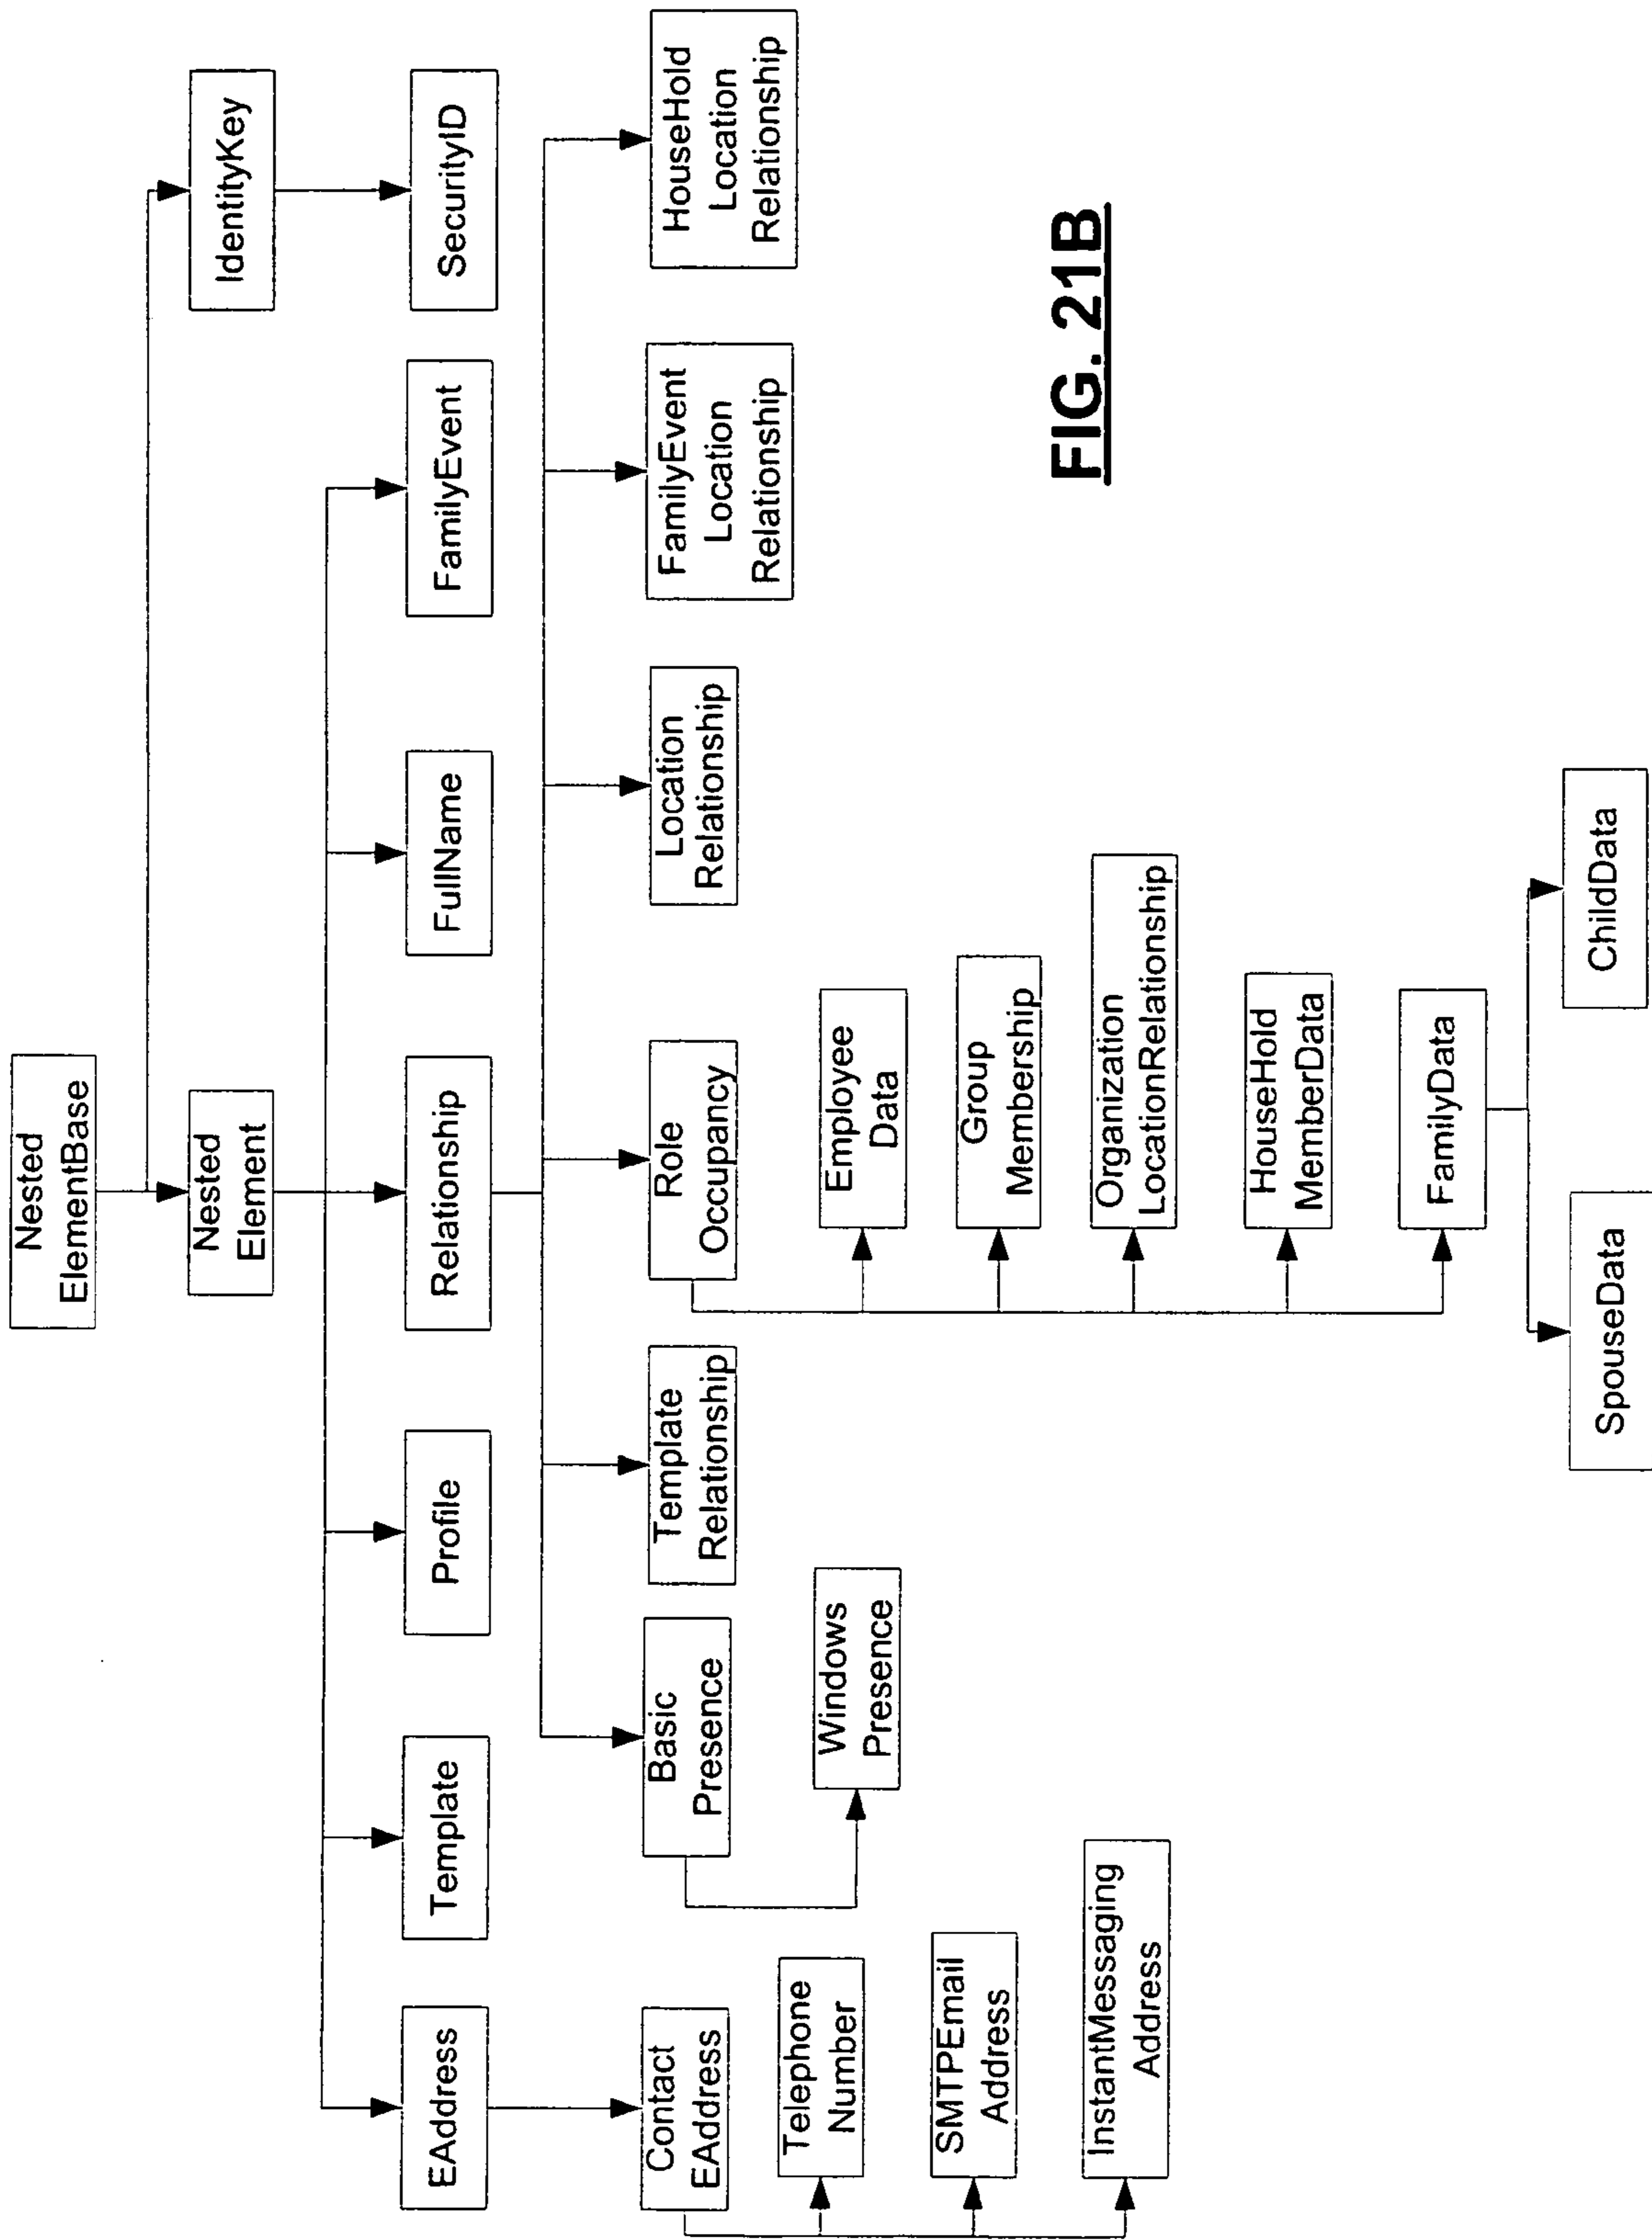 Nested
ElementBase
Nested
Element
IdentityKey
EAddress
Template
Profile
Relationship
FullName
FamilyEvent
SecurityID
Contact
EAddress
Basic
Presence
Template
Relationship
Role
Occupancy
Location
Relationship
FamilyEvent
Location
Relationship
HouseHold
Location
Relationship
Telephone
Number
SMTPEmail
Address
InstantMessaging
Address
Windows
Presence
Employee
Data
Group
Membership
Organization
LocationRelationship
HouseHold
MemberData
FamilyData
SpouseData
ChildData
FIG. 21B